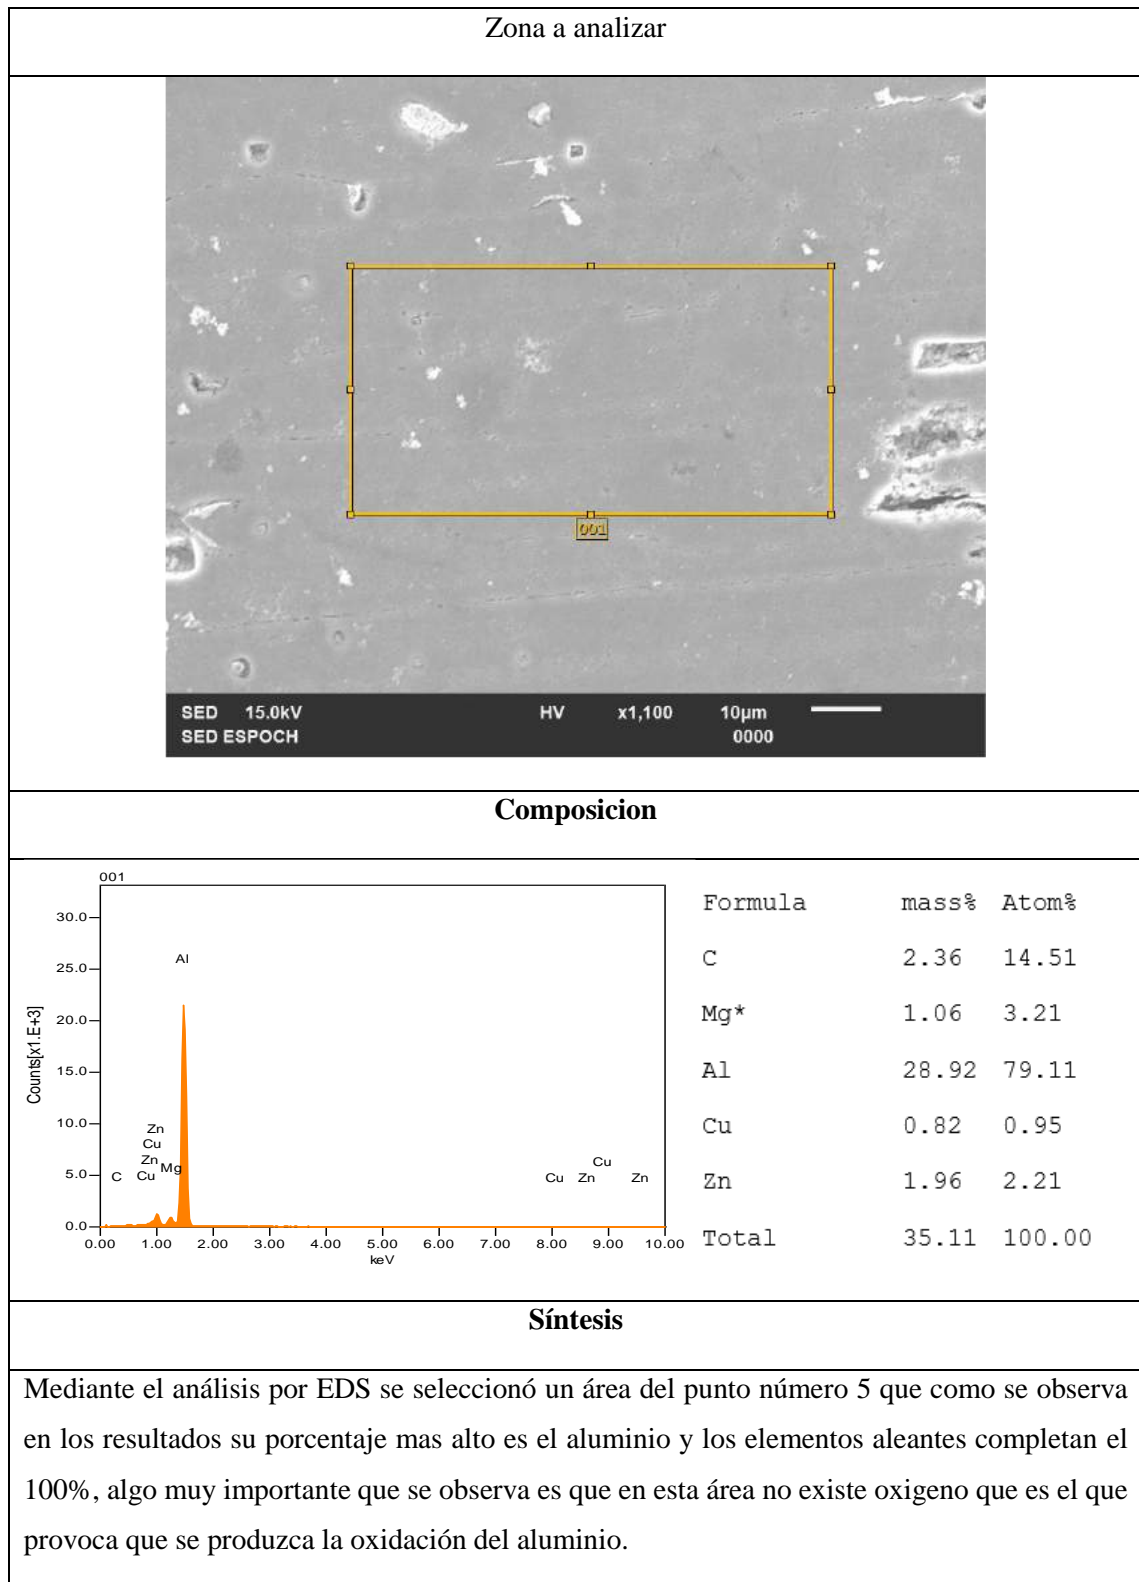 Zona a analizar
001
SED 15.0kV HV x1,100 10µm
SED ESPOCH 0000
Composicion
001
30.0
25.0
20.0
15.0
10.0
5.0
0.0
Counts[x1.E+3]
Al
Zn
Cu
Zn
Mg
C
Cu
Cu
Cu Zn Zn
0.00 1.00 2.00 3.00 4.00 5.00 6.00 7.00 8.00 9.00 10.00
keV
Formula mass% Atom%
C 2.36 14.51
Mg* 1.06 3.21
Al 28.92 79.11
Cu 0.82 0.95
Zn 1.96 2.21
Total 35.11 100.00
Síntesis
Mediante el análisis por EDS se seleccionó un área del punto número 5 que como se observa
en los resultados su porcentaje mas alto es el aluminio y los elementos aleantes completan el
100%, algo muy importante que se observa es que en esta área no existe oxigeno que es el que
provoca que se produzca la oxidación del aluminio.